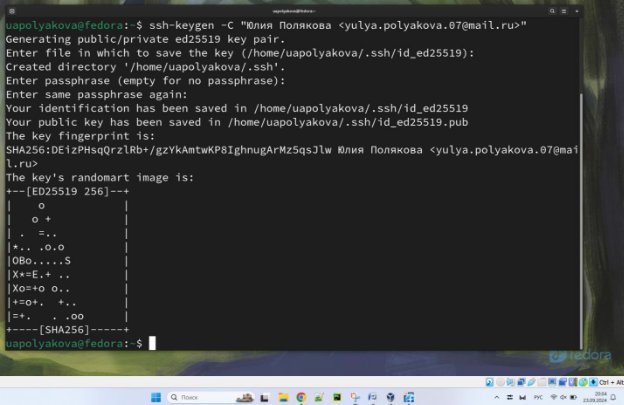 uapolyakova@fedora:~
uapolyakova@fedora:~$ ssh-keygen -C "Юлия Полякова <yulya.polyakova.07@mail.ru>"
Generating public/private ed25519 key pair.
Enter file in which to save the key (/home/uapolyakova/.ssh/id_ed25519):
Created directory '/home/uapolyakova/.ssh'.
Enter passphrase (empty for no passphrase):
Enter same passphrase again:
Your identification has been saved in /home/uapolyakova/.ssh/id_ed25519
Your public key has been saved in /home/uapolyakova/.ssh/id_ed25519.pub
The key fingerprint is:
SHA256:DEizPHsqQrzlRb+/gzYkAmtwKP8IghnugArMz5qsJlw Юлия Полякова <yulya.polyakova.07@mai
l.ru>
The key's randomart image is:
+--[ED25519 256]--+
|     o           |
|    o +          |
| .  =..          |
|*.. .o.o         |
|OBo.....S        |
|X*=E.+ ..        |
|Xo=+o o..        |
|+=o+.  +..       |
|=+.   . .oo      |
+----[SHA256]-----+
uapolyakova@fedora:~$
fedora
Ctrl + Alt
Поиск
РУС
20:04
23.09.2024